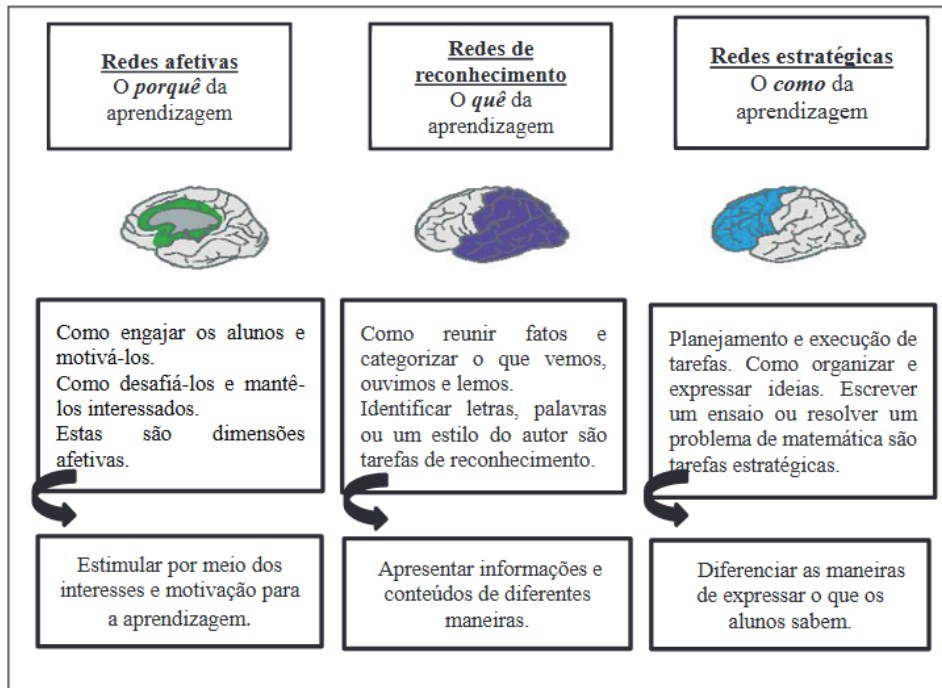 Redes afetivas
O porquê da
aprendizagem
Redes de
reconhecimento
O quê da
aprendizagem
Redes estratégicas
O como da
aprendizagem
Como engajar os alunos e
motivá-los.
Como desafiá-los e mantê-
los interessados.
Estas são dimensões
afetivas.
Como reunir fatos e
categorizar o que vemos,
ouvimos e lemos.
Identificar letras, palavras
ou um estilo do autor são
tarefas de reconhecimento.
Planejamento e execução de
tarefas. Como organizar e
expressar ideias. Escrever
um ensaio ou resolver um
problema de matemática são
tarefas estratégicas.
Estimular por meio dos
interesses e motivação para
a aprendizagem.
Apresentar informações e
conteúdos de diferentes
maneiras.
Diferenciar as maneiras
de expressar o que os
alunos sabem.